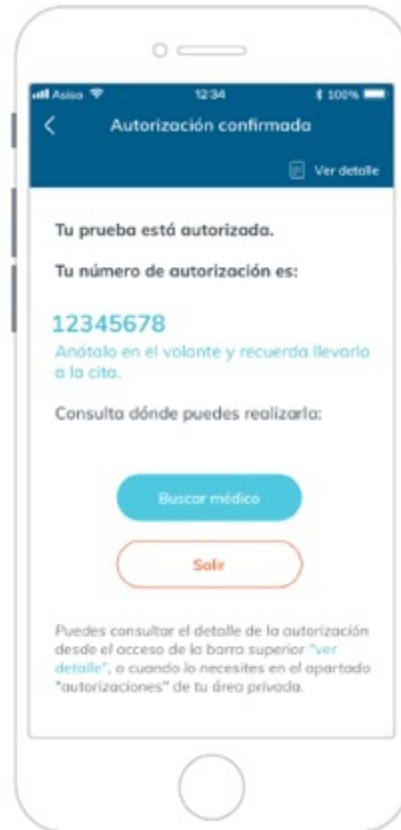 Asisa 12:34 100%
Autorización confirmada
Ver detalle
Tu prueba está autorizada.
Tu número de autorización es:
12345678
Anótalo en el volante y recuerda llevarlo
a la cita.
Consulta dónde puedes realizarla:
Buscar médico
Salir
Puedes consultar el detalle de la autorización
desde el acceso de la barra superior "ver
detalle", o cuando lo necesites en el apartado
"autorizaciones" de tu área privada.